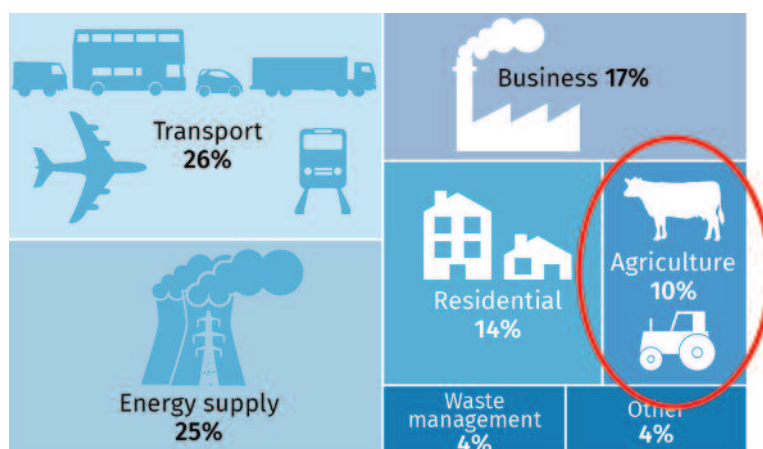 Transport
26%
Business 17%
Agriculture
10%
Residential
14%
Energy supply
25%
Waste
management
4%
Other
4%